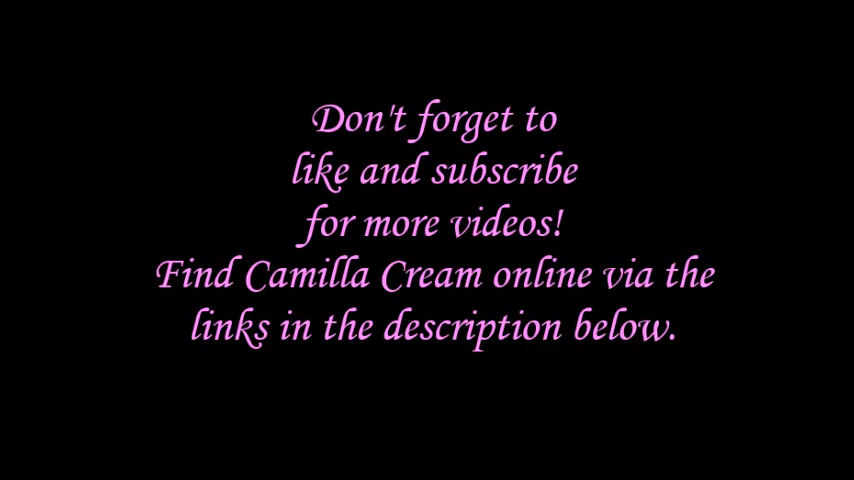 Don't forget to
like and subscribe
for more videos!
Find Camilla Cream online via the
links in the description below.